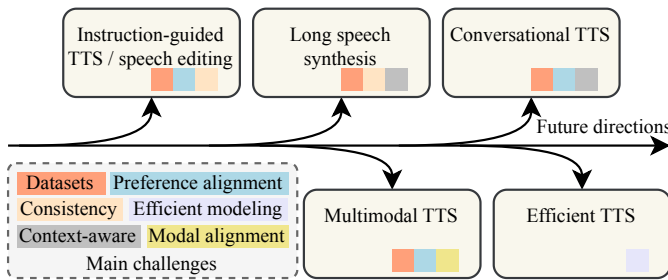 Instruction-guided
TTS / speech editing
Long speech
synthesis
Conversational TTS
Future directions
Datasets
Preference alignment
Consistency
Efficient modeling
Context-aware
Modal alignment
Main challenges
Multimodal TTS
Efficient TTS